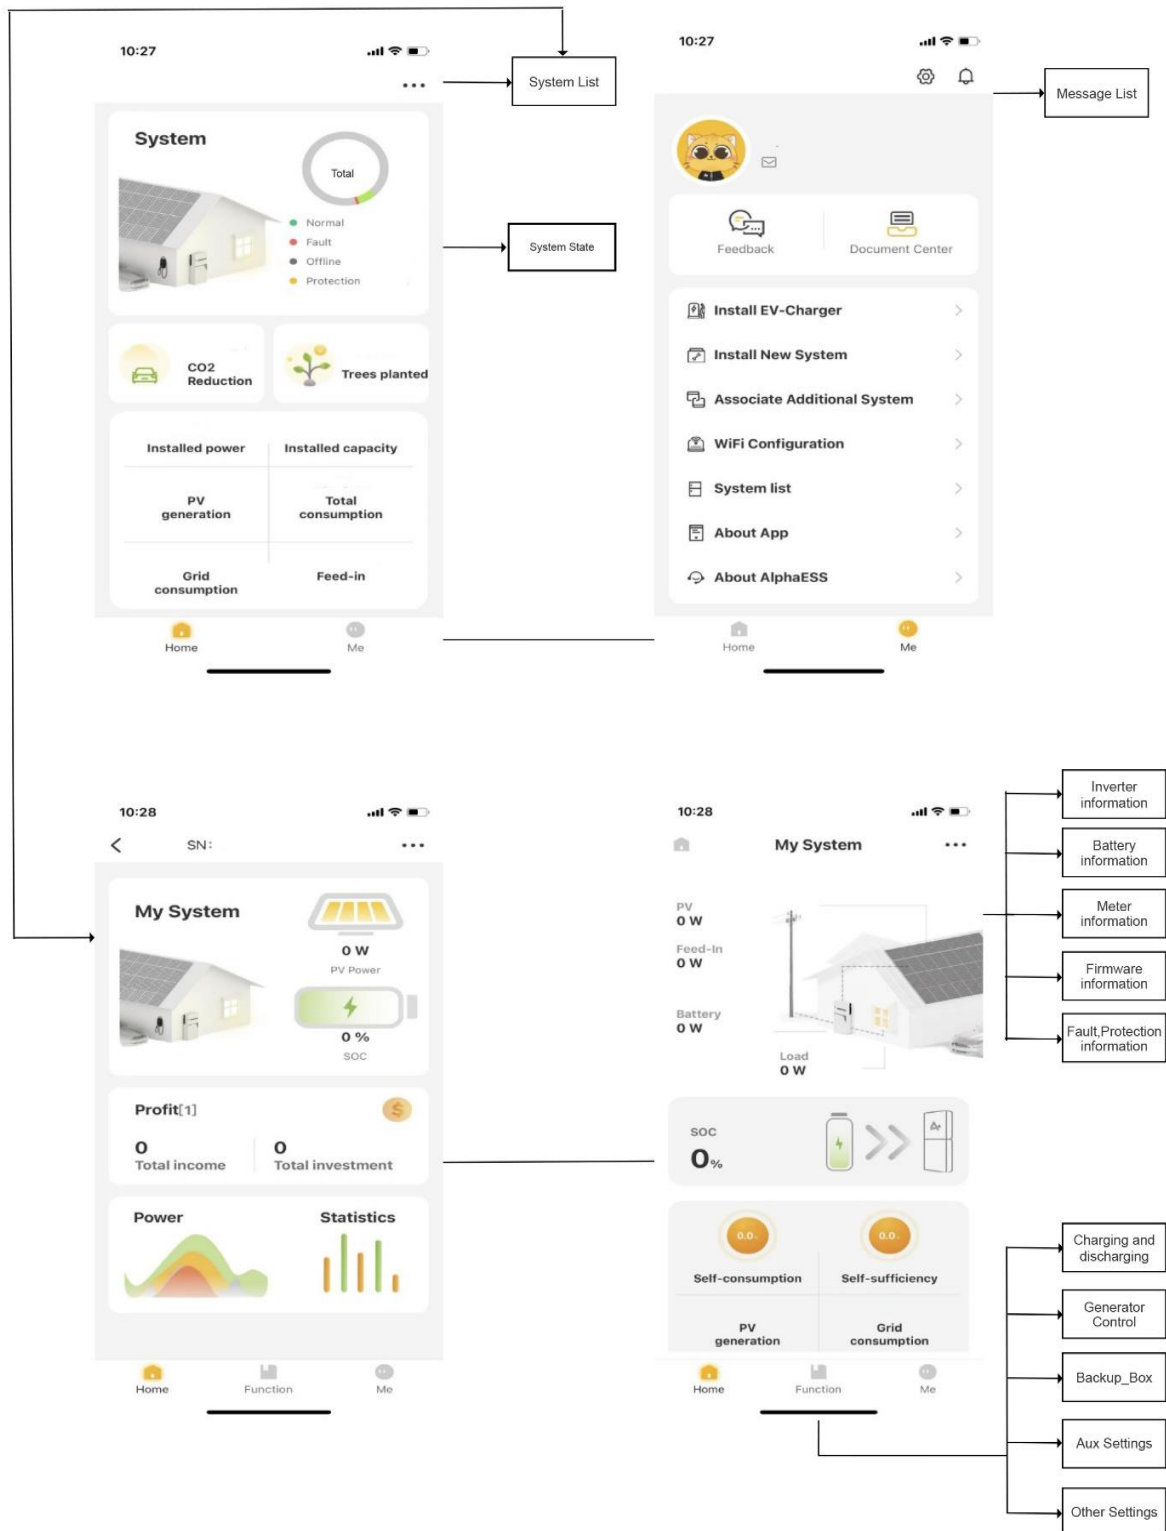 10:27
System List
System
Total
Normal
Fault
Offline
Protection
System State
CO2
Reduction
Trees planted
Installed power
Installed capacity
PV
generation
Total
consumption
Grid
consumption
Feed-in
Home
Me
10:27
Message List
Feedback
Document Center
Install EV-Charger
Install New System
Associate Additional System
WiFi Configuration
System list
About App
About AlphaESS
Home
Me
10:28
SN:
My System
0 W
PV Power
0 %
SOC
Profit[1]
0
Total income
0
Total investment
Power
Statistics
Home
Function
Me
10:28
My System
PV
0 W
Feed-In
0 W
Battery
0 W
Load
0 W
SOC
0%
0.0
Self-consumption
0.0
Self-sufficiency
PV
generation
Grid
consumption
Home
Function
Me
Inverter
information
Battery
information
Meter
information
Firmware
information
Fault,Protection
information
Charging and
discharging
Generator
Control
Backup_Box
Aux Settings
Other Settings